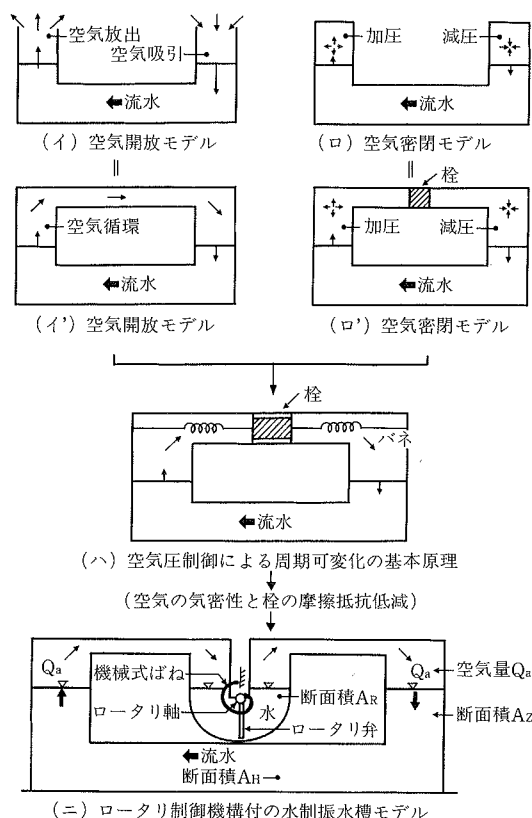 空気放出
空気吸引
流水
(イ) 空気開放モデル
加圧
減圧
流水
(ロ) 空気密閉モデル
=
=
空気循環
流水
(イ') 空気開放モデル
栓
加圧
減圧
流水
(ロ') 空気密閉モデル
栓
バネ
流水
(ハ) 空気圧制御による周期可変化の基本原理
(空気の気密性と栓の摩擦抵抗低減)
Qa
機械式ばね
ロータリ軸
断面積AR
水
ロータリ弁
Qa
空気量Qa
断面積AZ
流水
断面積AH
(ニ) ロータリ制御機構付の水制振水槽モデル